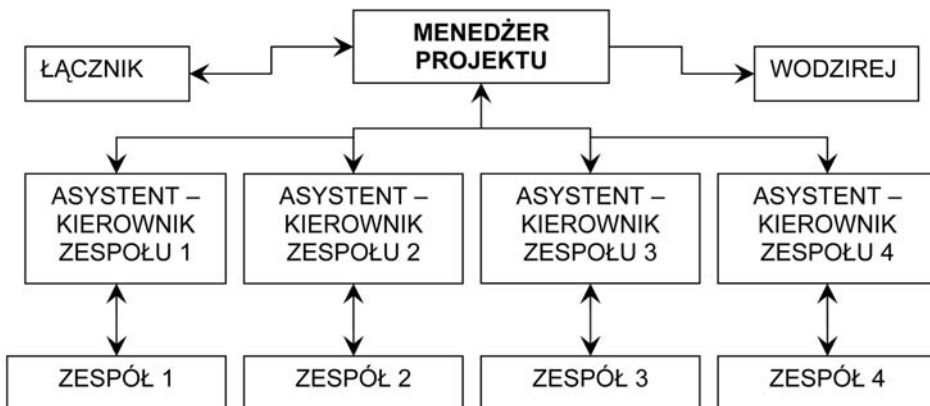 MENEDŻER
PROJEKTU
ŁĄCZNIK
WODZIREJ
ASYSTENT –
KIEROWNIK
ZESPOŁU 1
ASYSTENT –
KIEROWNIK
ZESPOŁU 2
ASYSTENT –
KIEROWNIK
ZESPOŁU 3
ASYSTENT –
KIEROWNIK
ZESPOŁU 4
ZESPÓŁ 1
ZESPÓŁ 2
ZESPÓŁ 3
ZESPÓŁ 4